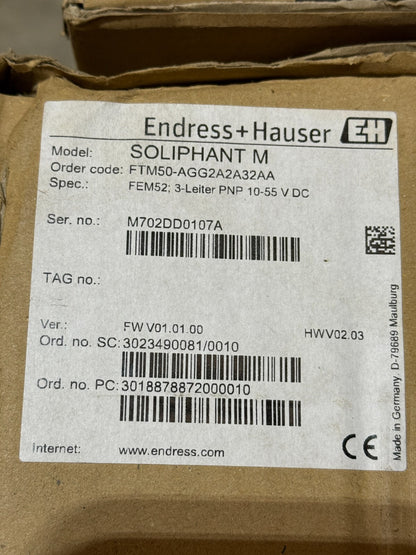 Endress+Hauser EH
Model: SOLIPHANT M
Order code: FTM50-AGG2A2A32AA
Spec.: FEM52; 3-Leiter PNP 10-55 V DC
Ser. no.: M702DD0107A
TAG no.:
Ver.: FW V01.01.00 HWV02.03
Ord. no. SC: 3023490081/0010
Ord. no. PC: 3018878872000010
Internet: www.endress.com
CE
Made in Germany. D-79689 Maulburg